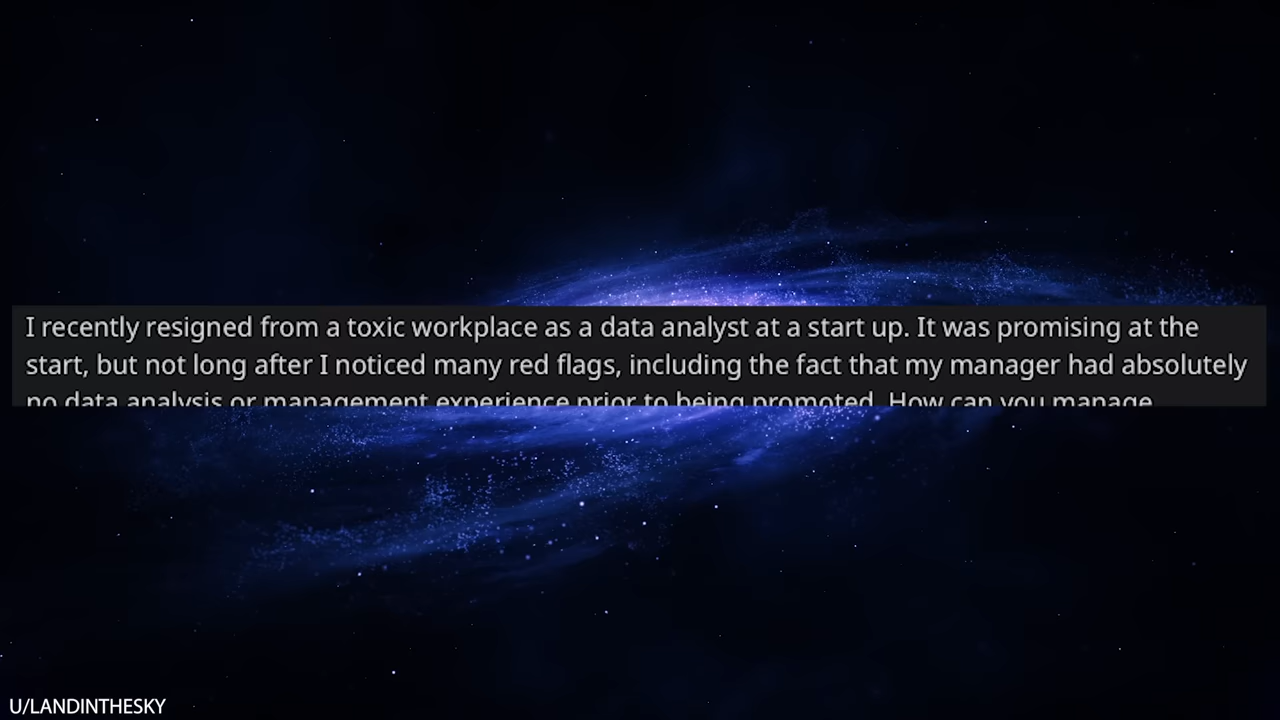 I recently resigned from a toxic workplace as a data analyst at a start up. It was promising at the
start, but not long after I noticed many red flags, including the fact that my manager had absolutely
no data analysis or management experience prior to being promoted. How can you manage
U/LANDINTHESKY